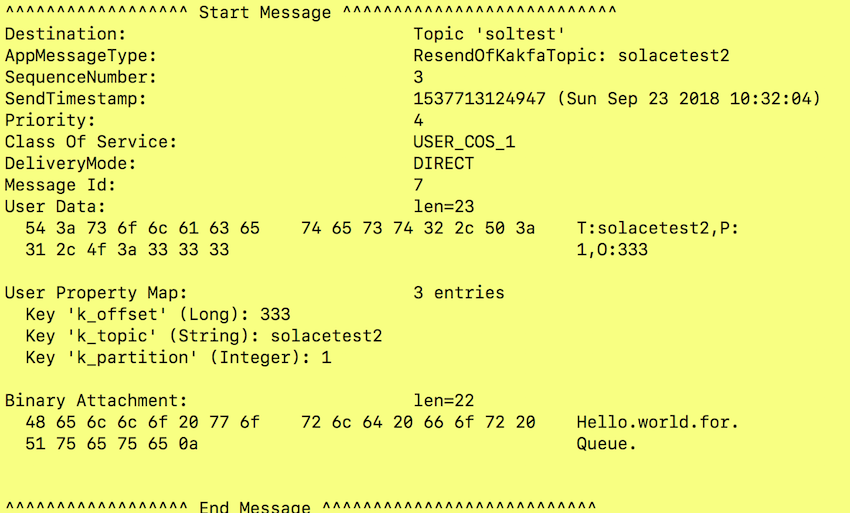 ^^^^^^^^^^^^^^^^^^ Start Message ^^^^^^^^^^^^^^^^^^^^^^^^^^^
Destination:                            Topic 'soltest'
AppMessageType:                         ResendOfKakfaTopic: solacetest2
SequenceNumber:                         3
SendTimestamp:                          1537713124947 (Sun Sep 23 2018 10:32:04)
Priority:                               4
Class Of Service:                       USER_COS_1
DeliveryMode:                           DIRECT
Message Id:                             7
User Data:                              len=23
  54 3a 73 6f 6c 61 63 65    74 65 73 74 32 2c 50 3a    T:solacetest2,P:
  31 2c 4f 3a 33 33 33                                  1,O:333
User Property Map:                      3 entries
  Key 'k_offset' (Long): 333
  Key 'k_topic' (String): solacetest2
  Key 'k_partition' (Integer): 1
Binary Attachment:                      len=22
  48 65 6c 6c 6f 20 77 6f    72 6c 64 20 66 6f 72 20    Hello.world.for.
  51 75 65 75 65 0a                                     Queue.
^^^^^^^^^^^^^^^^^^ End Message ^^^^^^^^^^^^^^^^^^^^^^^^^^^